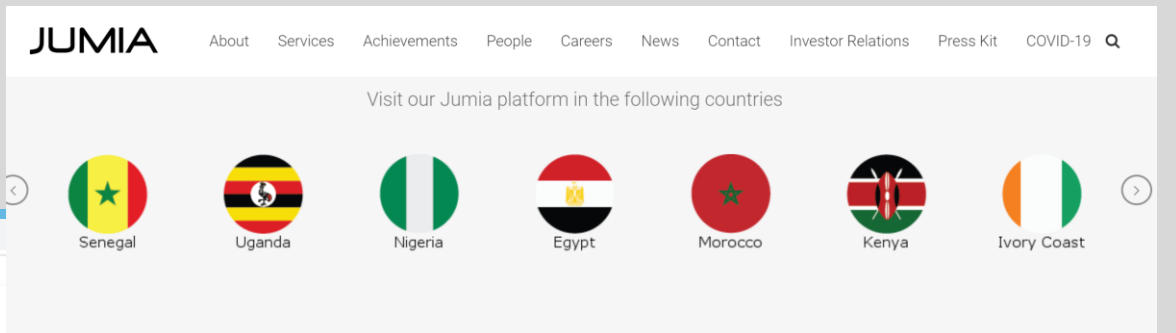 JUMIA About Services Achievements People Careers News Contact Investor Relations Press Kit COVID-19
Visit our Jumia platform in the following countries
Senegal Uganda Nigeria Egypt Morocco Kenya Ivory Coast